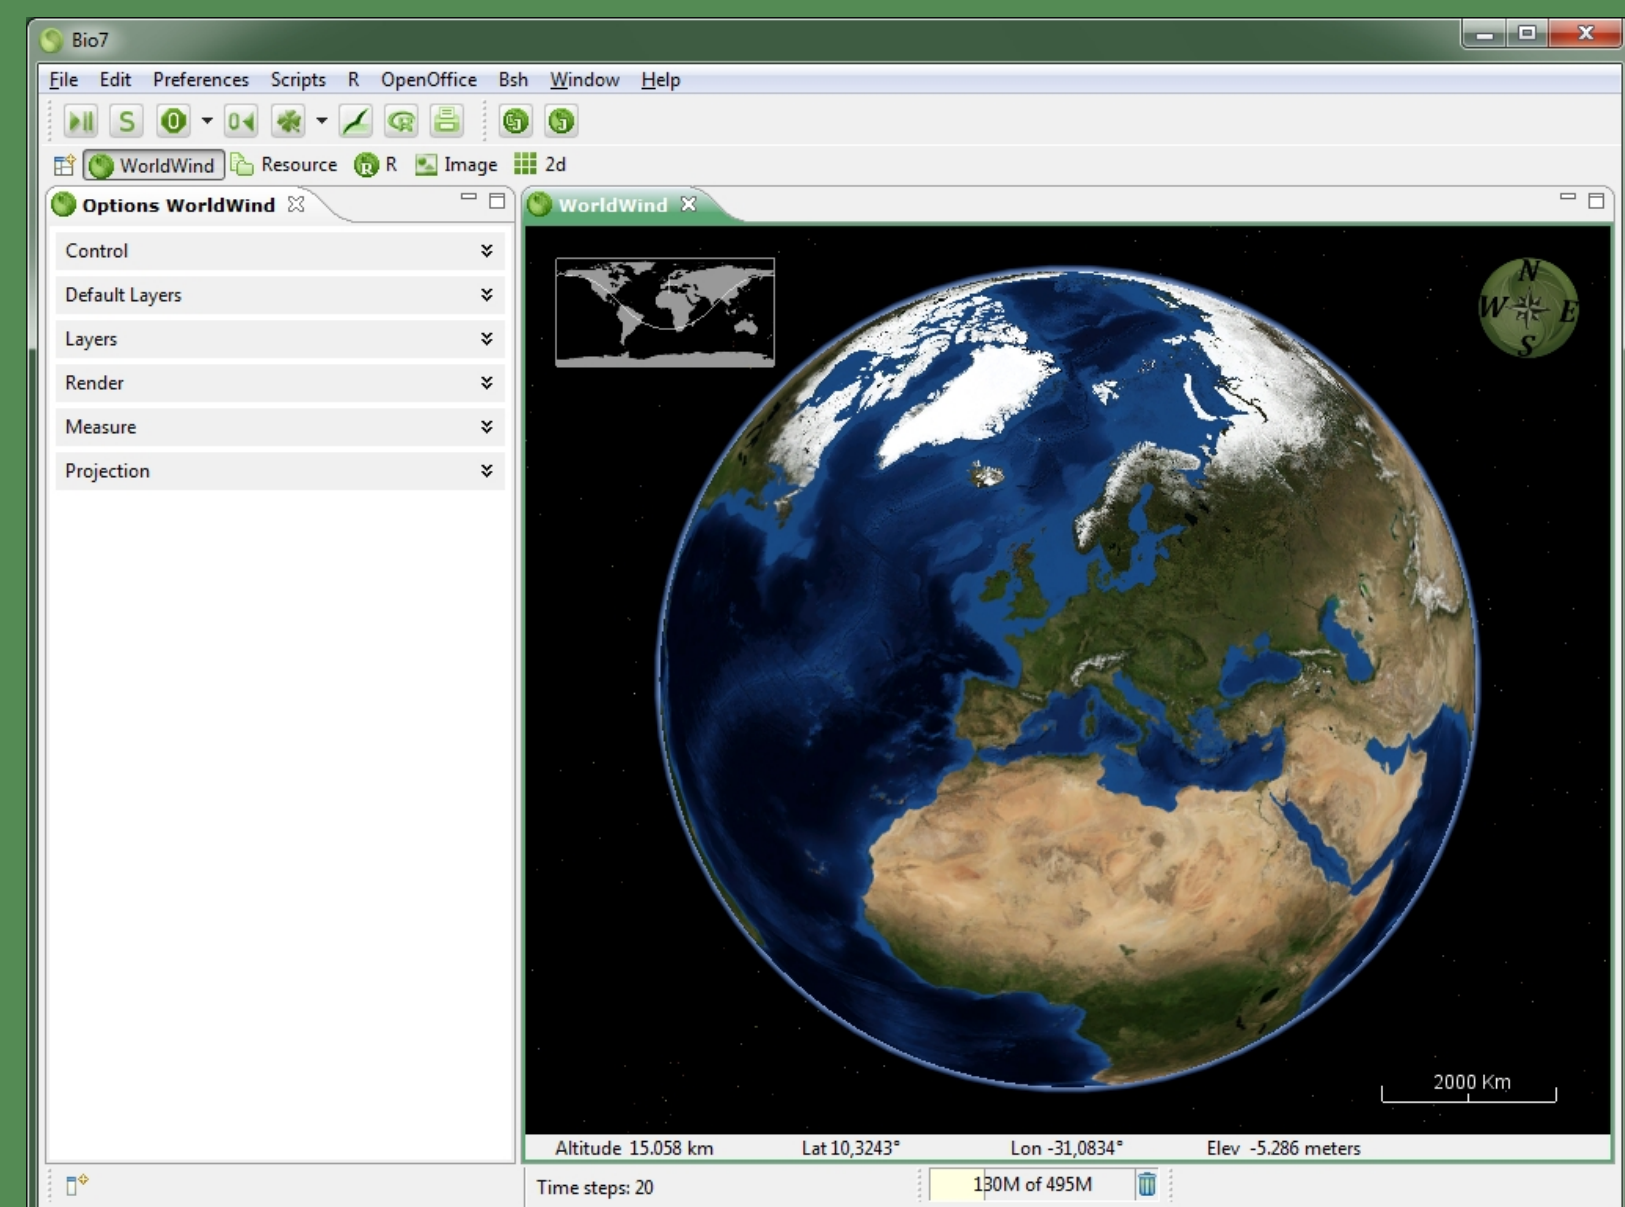 Bio7
File Edit Preferences Scripts R OpenOffice Bsh Window Help
WorldWind Resource R Image 2d
Options WorldWind
WorldWind
Control
Default Layers
Layers
Render
Measure
Projection
N
W E
S
2000 Km
Altitude 15.058 km Lat 10,3243° Lon -31,0834° Elev -5.286 meters
Time steps: 20 130M of 495M